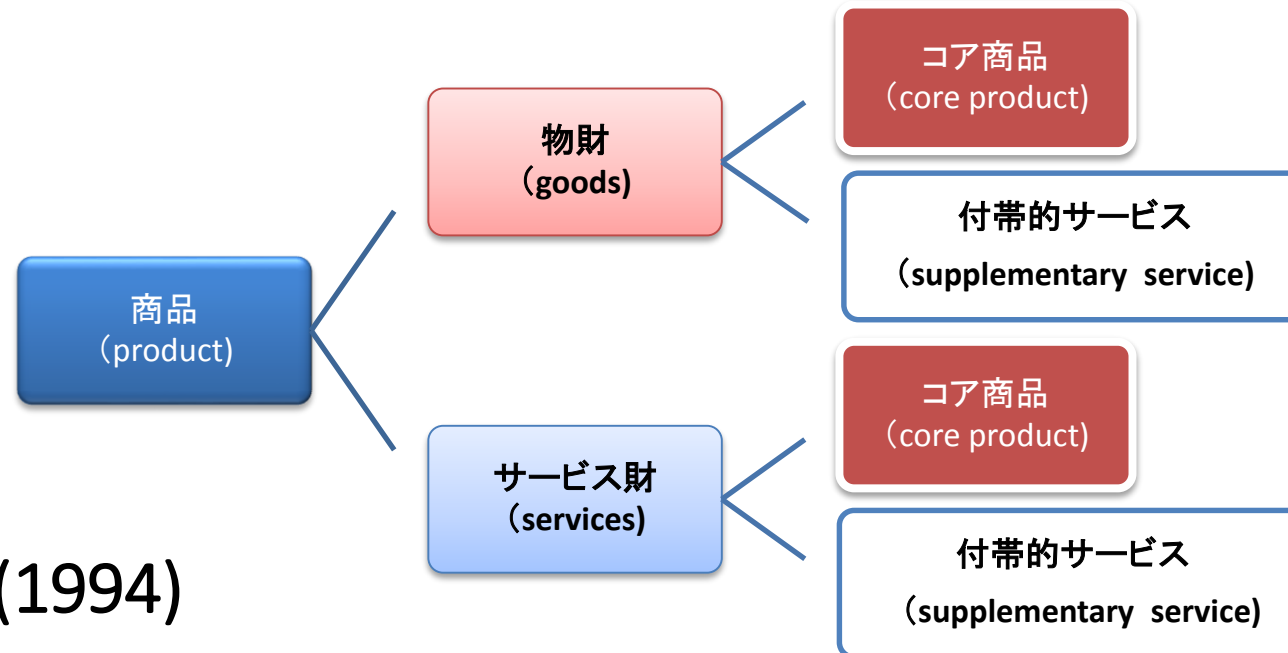 商品
（product)
物財
（goods)
コア商品
（core product)
付帯的サービス
（supplementary service)
サービス財
（services)
コア商品
（core product)
付帯的サービス
（supplementary service)
(1994)